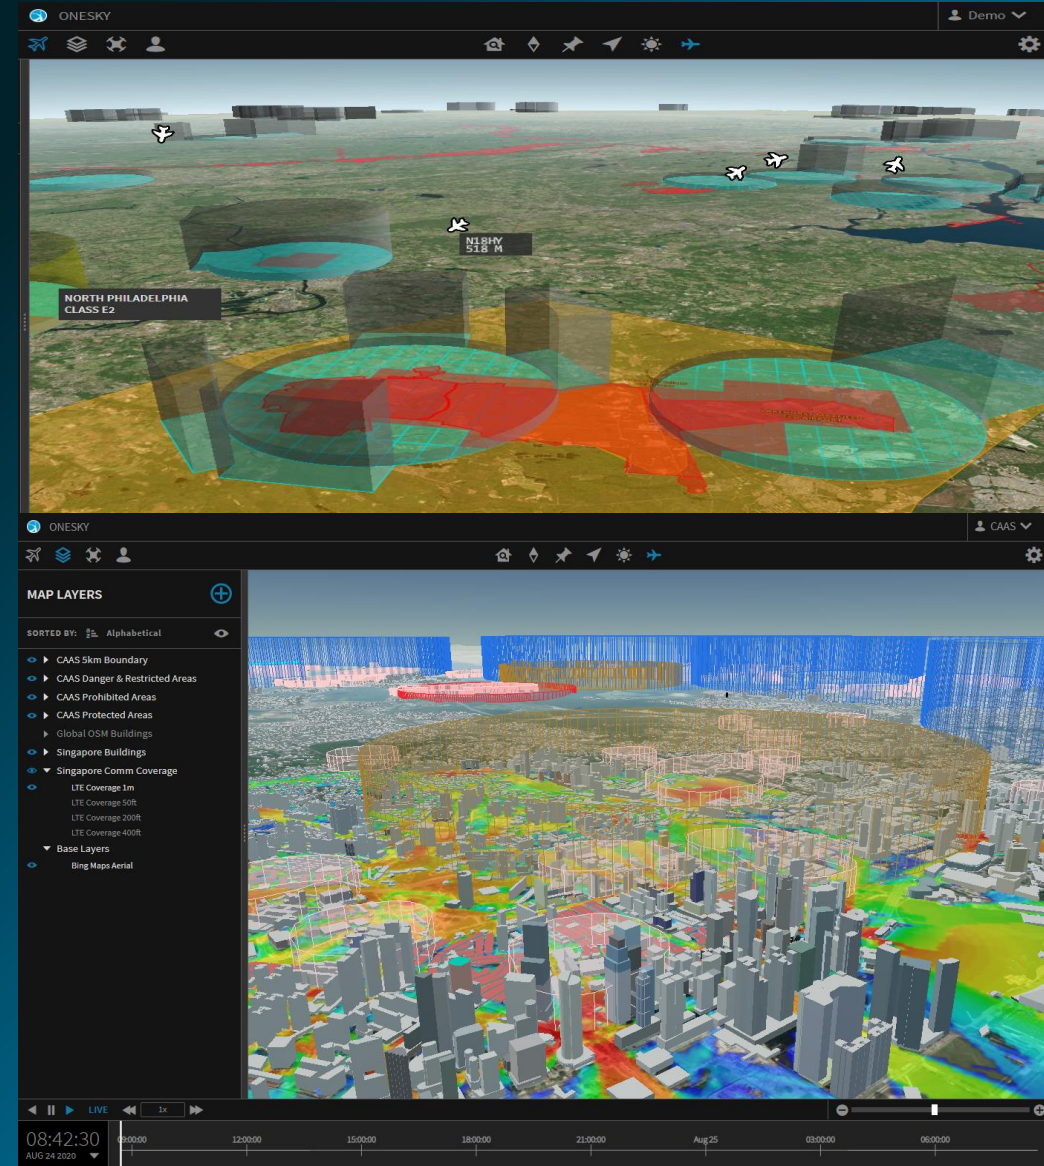 ONESKY
Demo
N18HY
518 M
NORTH PHILADELPHIA
CLASS E2
ONESKY
CAAS
MAP LAYERS
SORTED BY: Alphabetical
CAAS 5km Boundary
CAAS Danger & Restricted Areas
CAAS Prohibited Areas
CAAS Protected Areas
Global OSM Buildings
Singapore Buildings
Singapore Comm Coverage
LTE Coverage 1m
LTE Coverage 50ft
LTE Coverage 200ft
LTE Coverage 400ft
Base Layers
Bing Maps Aerial
LIVE 1x
08:42:30
AUG 24 2020
09:00:00 12:00:00 15:00:00 18:00:00 21:00:00 Aug 25 03:00:00 06:00:00